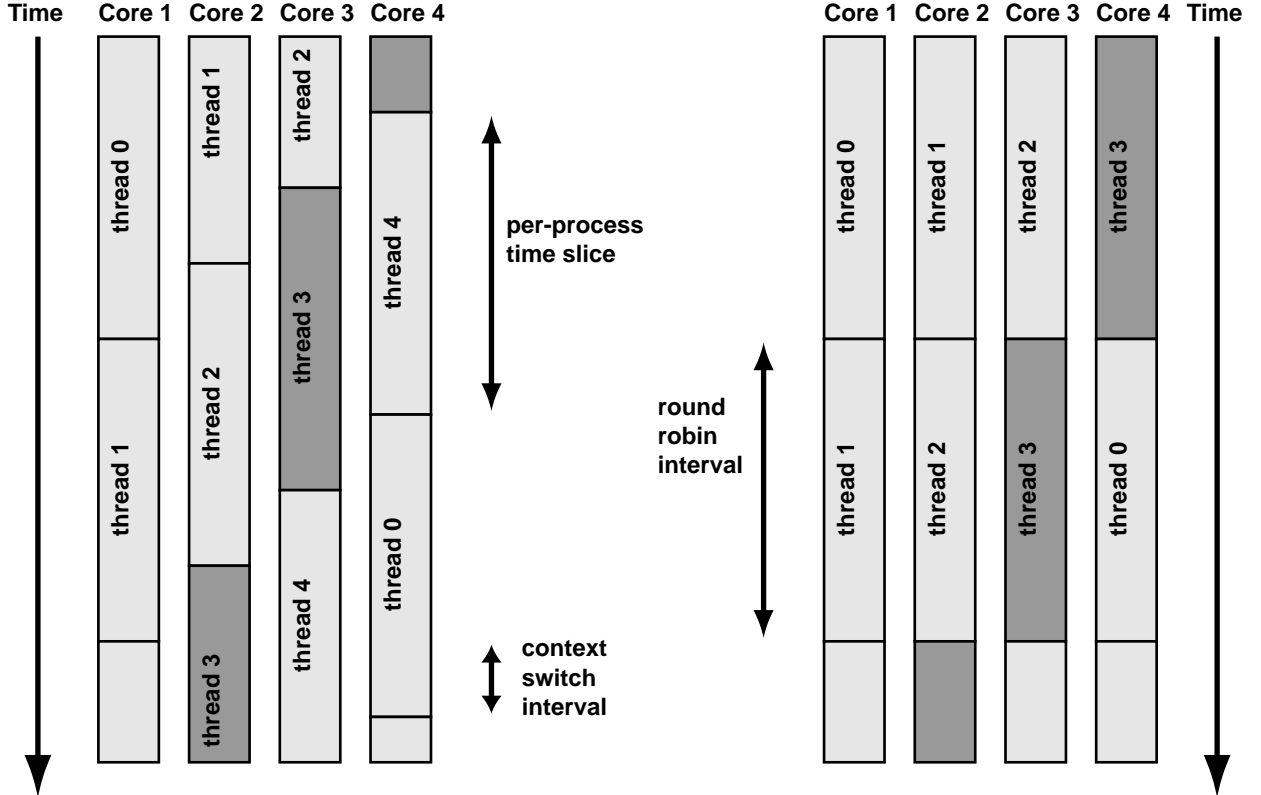 Time Core 1 Core 2 Core 3 Core 4
thread 0
thread 1
thread 1
thread 2
thread 3
thread 2
thread 3
thread 4
thread 4
thread 0
per-process
time slice
context
switch
interval
Core 1 Core 2 Core 3 Core 4 Time
round
robin
interval
thread 0
thread 1
thread 1
thread 2
thread 2
thread 3
thread 3
thread 0